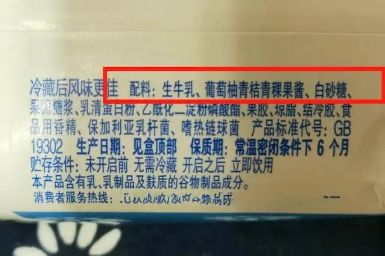 冷藏后风味更佳 配料：生牛乳、葡萄柚青桔青稞果酱、白砂糖、
果葡糖浆、乳清蛋白粉、乙酰化二淀粉磷酸酯、果胶、琼脂、结冷胶、食
品用香精、保加利亚乳杆菌、嗜热链球菌 产品标准代号：GB
19302 生产日期：见盒顶部 保质期：常温密闭条件下6个月
贮存条件：未开启前无需冷藏 开启之后立即饮用
本产品含有乳、乳制品及麸质的谷物制品成分。
消费者服务热线：